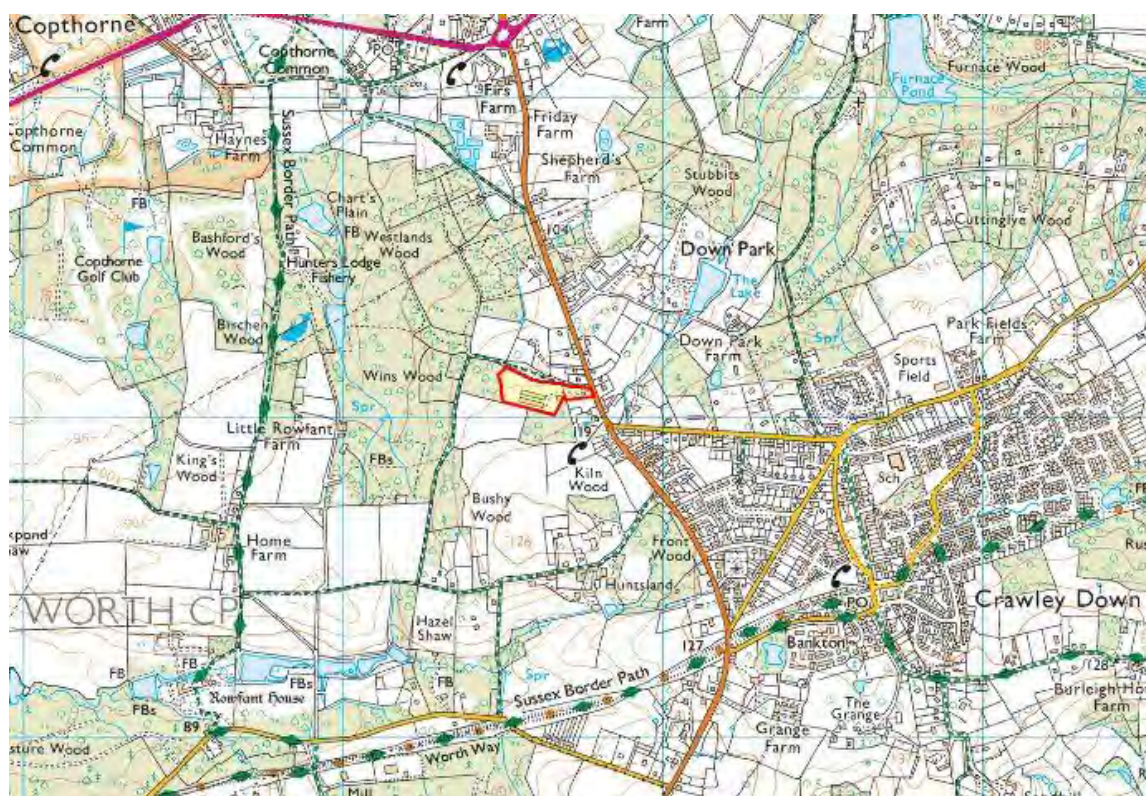 Copthorne
Copthorne
Common
PO
Farm
Furnace Wood
Furnace
Pond
Firs
Farm
Friday
Farm
Copthorne
Common
Haynes
Farm
Sussex Border Path
Shepherd's
Farm
Stubbits
Wood
FB
Chart's
Plain
FB
Westlands
Wood
104
Cuttinglye Wood
Bashford's
Wood
Hunters Lodge
Fishery
Copthorne
Golf Club
Down Park
The
Lake
Bischen
Wood
Down Park
Farm
Spr
Park Fields
Farm
Sports
Field
Wins Wood
Spr
Little Rowfant
Farm
FBs
119
King's
Wood
Kiln
Wood
Sch
Bushy
Wood
126
Home
Farm
Front
Wood
Huntsland
WORTH CP
Hazel
Shaw
PO
Crawley Down
127
Bankton
FB
FBs
FB
Spr
Sussex Border Path
128
Rowfant House
FBs
89
The
Grange
Grange
Farm
Burleigh
Farm
Worth Way
Mill